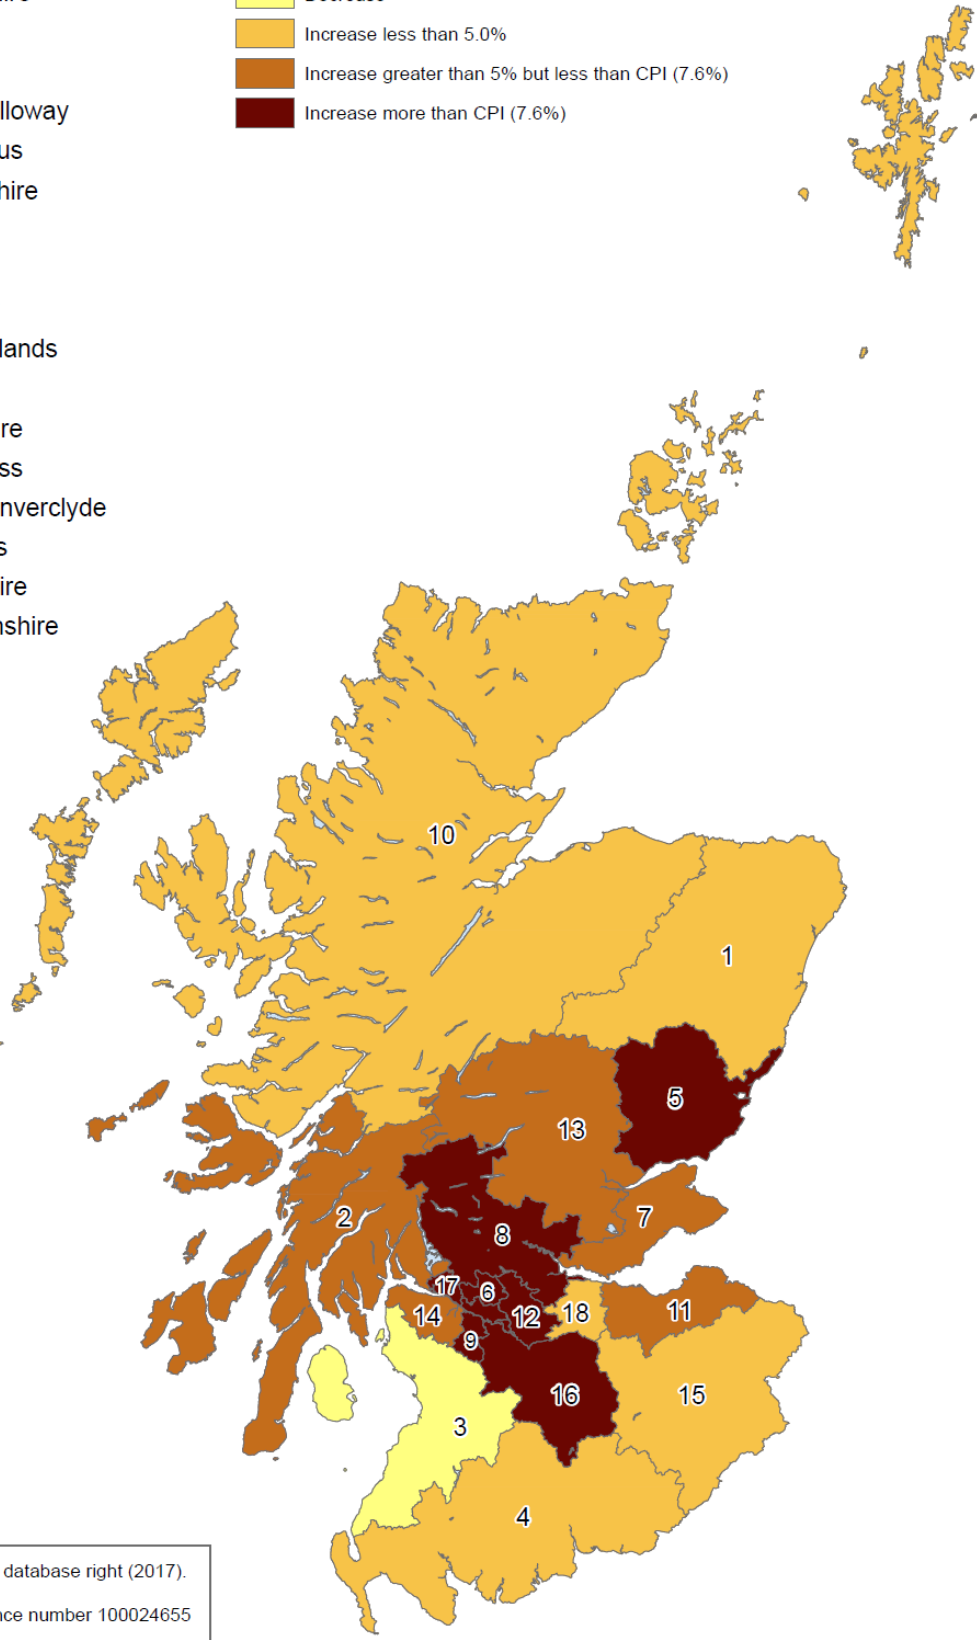 Increase less than 5.0%
Increase greater than 5% but less than CPI (7.6%)
Increase more than CPI (7.6%)
lloway
us
hire
lands
re
ss
nverclyde
s
ire
nshire
10
1
5
13
2
7
8
17
6
14
12
18
11
9
16
15
3
4
database right (2017).
nce number 100024655